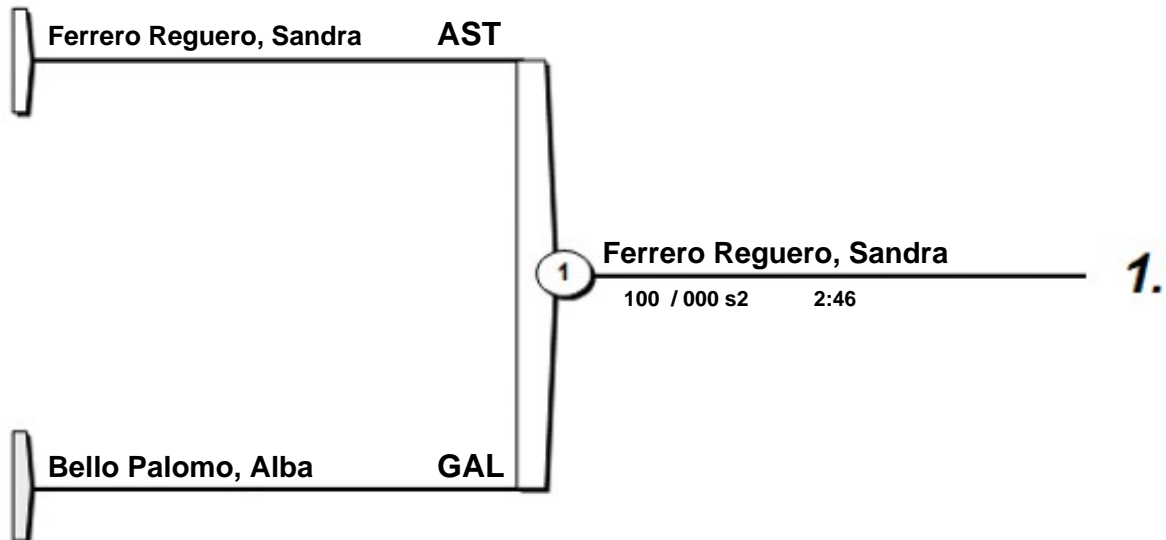 Ferrero Reguero, Sandra AST
Ferrero Reguero, Sandra
1
1.
100 / 000 s2 2:46
Bello Palomo, Alba GAL